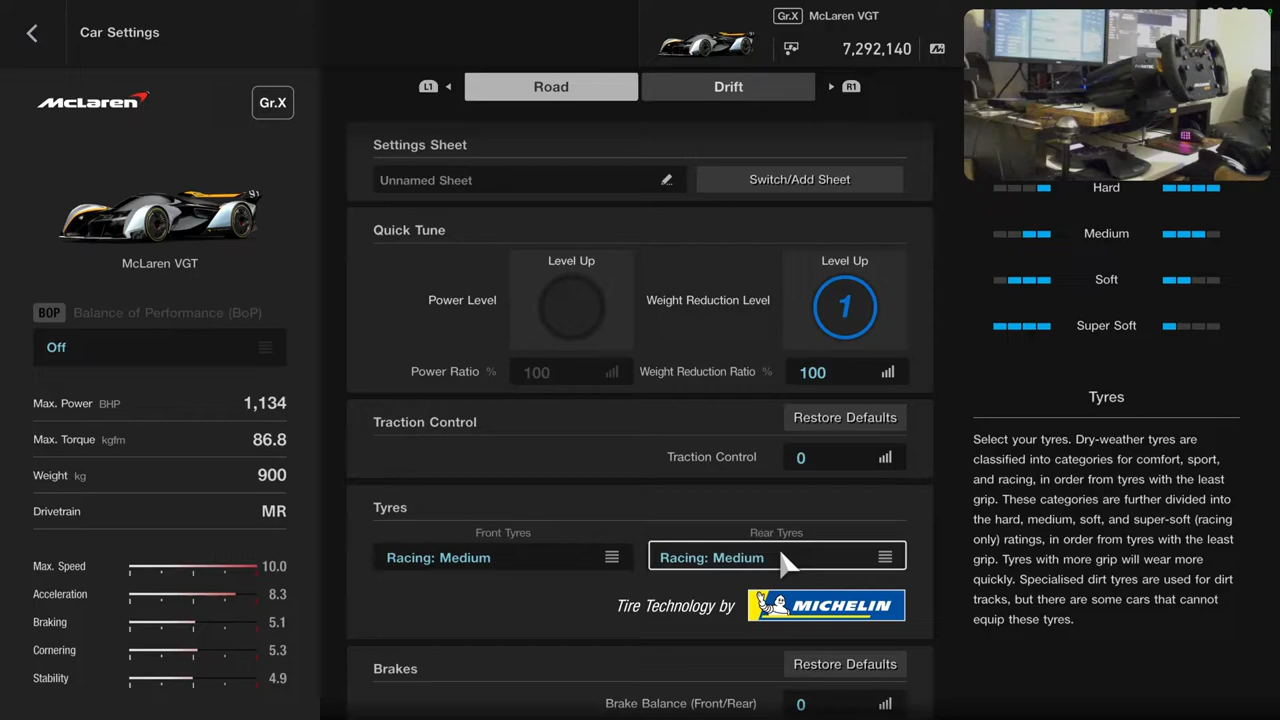 Car Settings
Gr.X McLaren VGT
7,292,140
McLaren
Gr.X
McLaren VGT
BOP Balance of Performance (BoP)
Off
Max. Power BHP 1,134
Max. Torque kgfm 86.8
Weight kg 900
Drivetrain MR
Max. Speed 10.0
Acceleration 8.3
Braking 5.1
Cornering 5.3
Stability 4.9
L1 Road Drift R1
Settings Sheet
Unnamed Sheet Switch/Add Sheet
Quick Tune
Level Up Level Up
Power Level Weight Reduction Level 1
Power Ratio % 100 Weight Reduction Ratio % 100
Traction Control Restore Defaults
Traction Control 0
Tyres
Front Tyres Rear Tyres
Racing: Medium Racing: Medium
Tire Technology by MICHELIN
Brakes Restore Defaults
Brake Balance (Front/Rear) 0
Hard
Medium
Soft
Super Soft
Tyres
Select your tyres. Dry-weather tyres are
classified into categories for comfort, sport,
and racing, in order from tyres with the least
grip. These categories are further divided into
the hard, medium, soft, and super-soft (racing
only) ratings, in order from tyres with the least
grip. Tyres with more grip will wear more
quickly. Specialised dirt tyres are used for dirt
tracks, but there are some cars that cannot
equip these tyres.